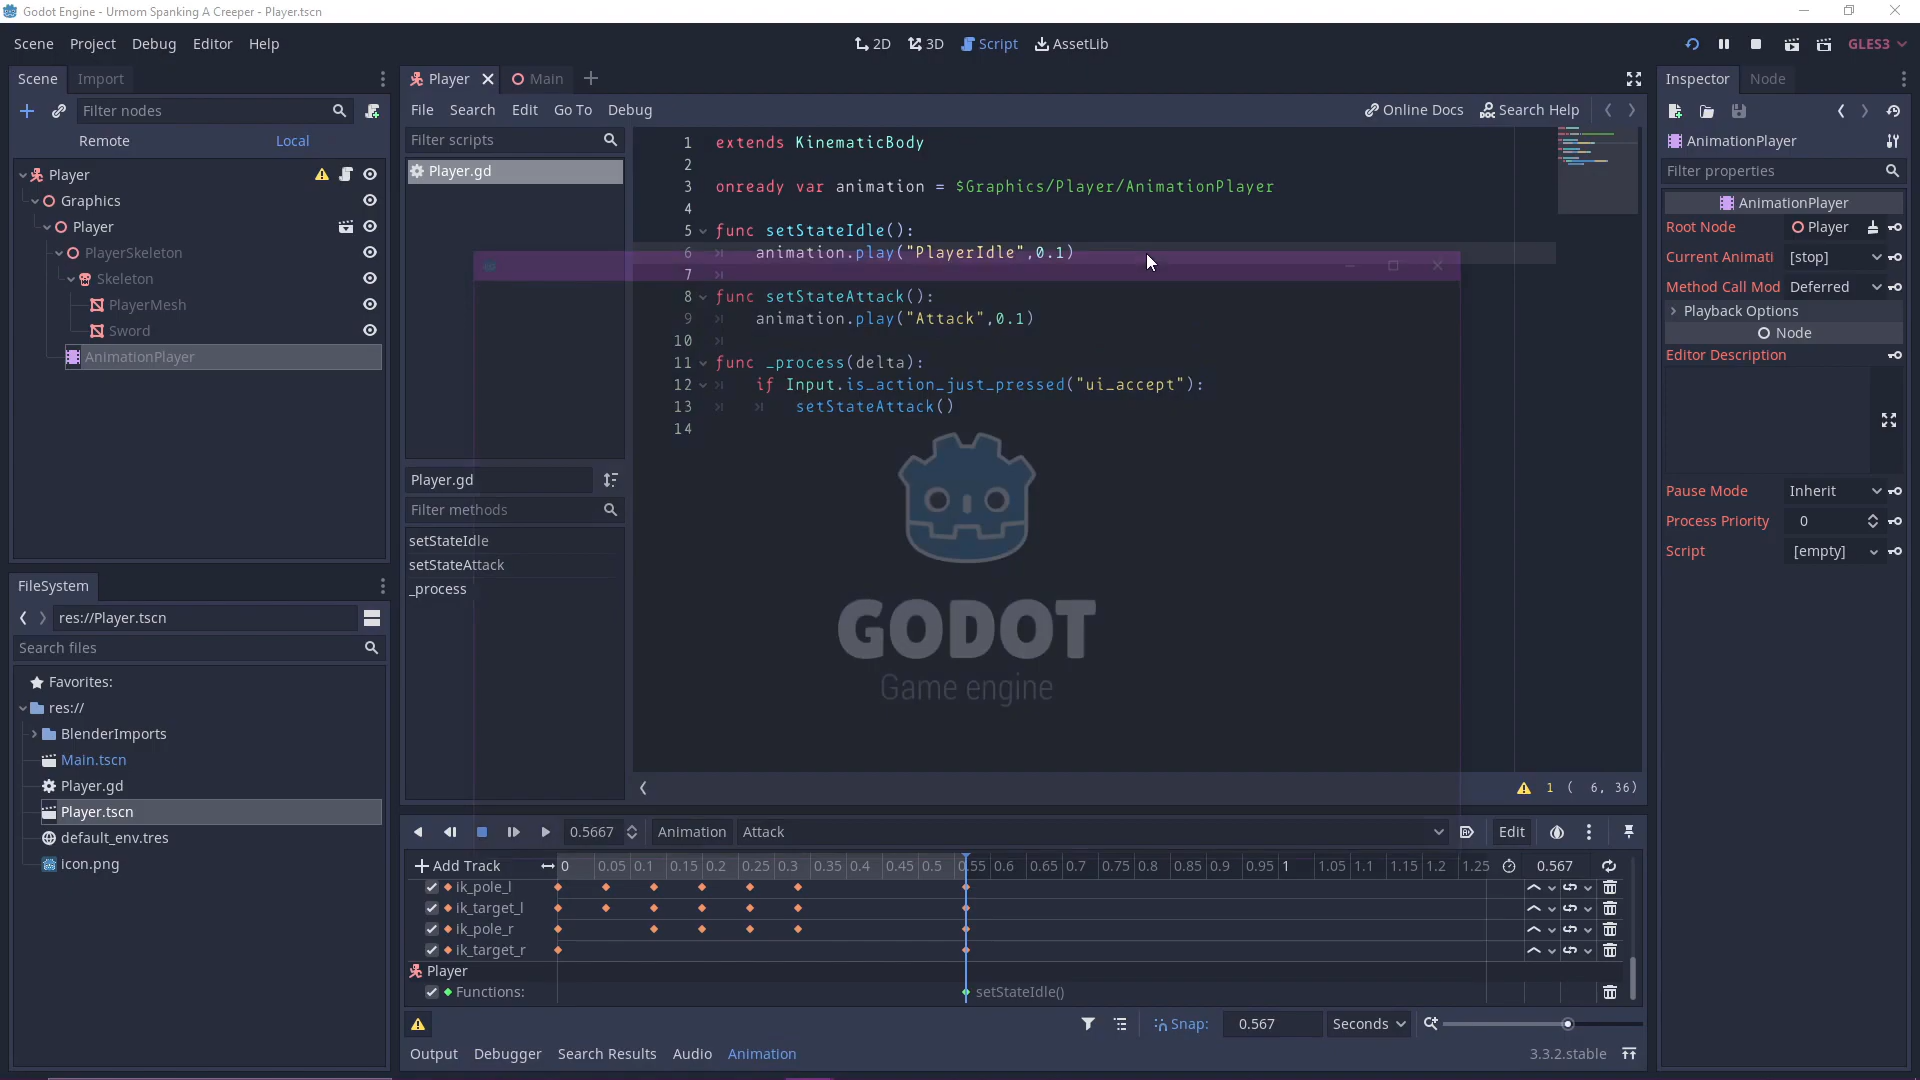 Godot Engine - Urmom Spanking A Creeper - Player.tscn
Scene Project Debug Editor Help
2D 3D Script AssetLib
GLES3
Scene Import
Filter nodes
Remote Local
Player
Graphics
Player
PlayerSkeleton
Skeleton
PlayerMesh
Sword
AnimationPlayer
FileSystem
res://Player.tscn
Search files
Favorites:
res://
BlenderImports
Main.tscn
Player.gd
Player.tscn
default_env.tres
icon.png
Player Main
File Search Edit Go To Debug
Online Docs Search Help
Filter scripts
Player.gd
Player.gd
Filter methods
setStateIdle
setStateAttack
_process
1 extends KinematicBody
2
3 onready var animation = $Graphics/Player/AnimationPlayer
4
5 func setStateIdle():
6 animation.play("PlayerIdle",0.1)
7
8 func setStateAttack():
9 animation.play("Attack",0.1)
10
11 func _process(delta):
12 if Input.is_action_just_pressed("ui_accept"):
13 setStateAttack()
14
GODOT
Game engine
1 ( 6, 36)
0.5667 Animation Attack Edit
Add Track 0 0.05 0.1 0.15 0.2 0.25 0.3 0.35 0.4 0.45 0.5 0.55 0.6 0.65 0.7 0.75 0.8 0.85 0.9 0.95 1 1.05 1.1 1.15 1.2 1.25 0.567
ik_pole_l
ik_target_l
ik_pole_r
ik_target_r
Player
Functions: setStateIdle()
Snap: 0.567 Seconds
Output Debugger Search Results Audio Animation 3.3.2.stable
Inspector Node
AnimationPlayer
Filter properties
AnimationPlayer
Root Node Player
Current Animati [stop]
Method Call Mod Deferred
Playback Options
Node
Editor Description
Pause Mode Inherit
Process Priority 0
Script [empty]